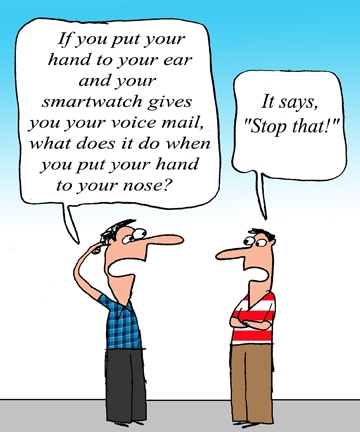 If you put your
hand to your ear
and your
smartwatch gives
you your voice mail,
what does it do when
you put your hand
to your nose?
It says,
"Stop that!"